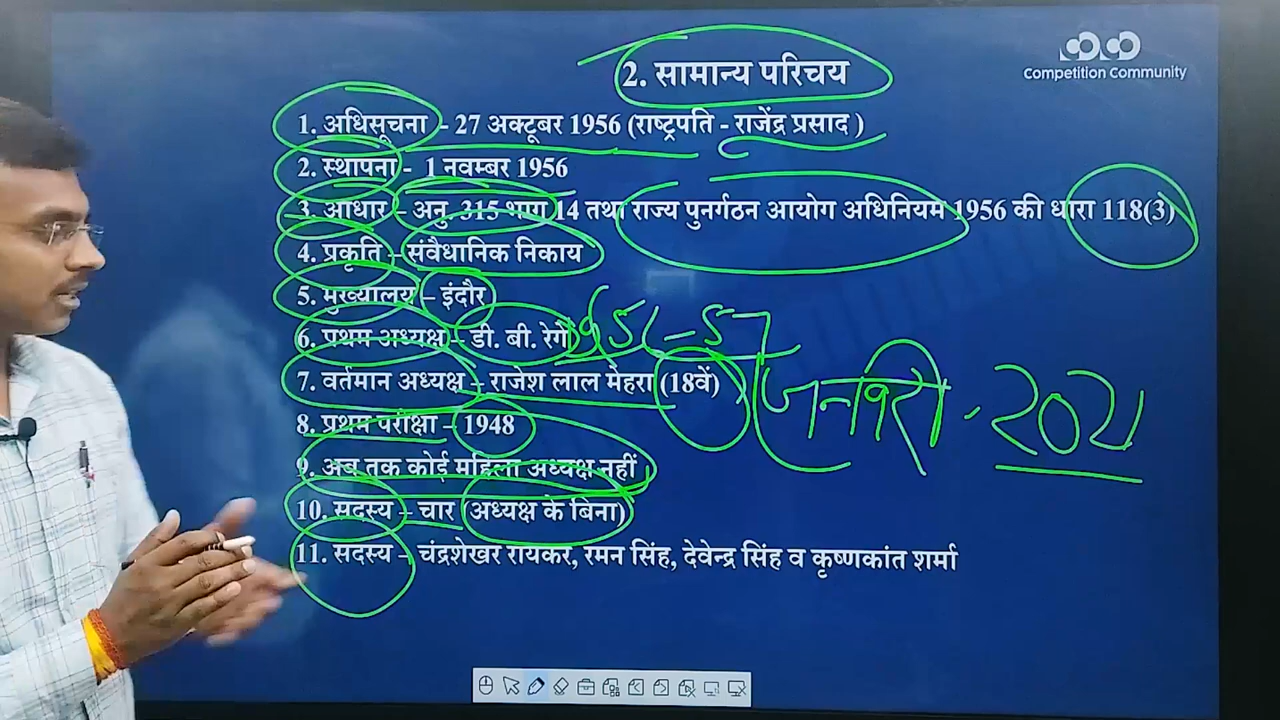 Competition Community
2. सामान्य परिचय
1. अधिसूचना - 27 अक्टूबर 1956 (राष्ट्रपति - राजेंद्र प्रसाद )
2. स्थापना - 1 नवम्बर 1956
3. आधार – अनु. 315 भाग 14 तथा राज्य पुनर्गठन आयोग अधिनियम 1956 की धारा 118(3)
4. प्रकृति – संवैधानिक निकाय
5. मुख्यालय – इंदौर
6. प्रथम अध्यक्ष – डी. बी. रेगे
7. वर्तमान अध्यक्ष – राजेश लाल मेहरा (18वें)
जनवरी -
8. प्रथम परीक्षा – 1948
9. अब तक कोई महिला अध्यक्ष नहीं
10. सदस्य – चार (अध्यक्ष के बिना)
11. सदस्य – चंद्रशेखर रायकर, रमन सिंह, देवेन्द्र सिंह व कृष्णकांत शर्मा